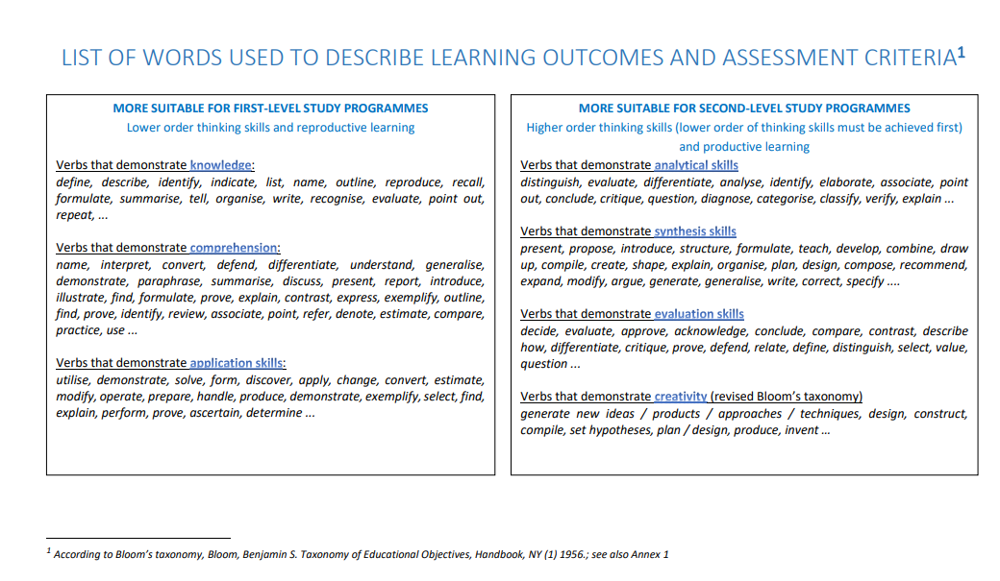 LIST OF WORDS USED TO DESCRIBE LEARNING OUTCOMES AND ASSESSMENT CRITERIA1
MORE SUITABLE FOR FIRST-LEVEL STUDY PROGRAMMES
Lower order thinking skills and reproductive learning
Verbs that demonstrate knowledge:
define, describe, identify, indicate, list, name, outline, reproduce, recall,
formulate, summarise, tell, organise, write, recognise, evaluate, point out,
repeat, ...
Verbs that demonstrate comprehension:
name, interpret, convert, defend, differentiate, understand, generalise,
demonstrate, paraphrase, summarise, discuss, present, report, introduce,
illustrate, find, formulate, prove, explain, contrast, express, exemplify, outline,
find, prove, identify, review, associate, point, refer, denote, estimate, compare,
practice, use ...
Verbs that demonstrate application skills:
utilise, demonstrate, solve, form, discover, apply, change, convert, estimate,
modify, operate, prepare, handle, produce, demonstrate, exemplify, select, find,
explain, perform, prove, ascertain, determine ...
MORE SUITABLE FOR SECOND-LEVEL STUDY PROGRAMMES
Higher order thinking skills (lower order of thinking skills must be achieved first)
and productive learning
Verbs that demonstrate analytical skills
distinguish, evaluate, differentiate, analyse, identify, elaborate, associate, point
out, conclude, critique, question, diagnose, categorise, classify, verify, explain ...
Verbs that demonstrate synthesis skills
present, propose, introduce, structure, formulate, teach, develop, combine, draw
up, compile, create, shape, explain, organise, plan, design, compose, recommend,
expand, modify, argue, generate, generalise, write, correct, specify ....
Verbs that demonstrate evaluation skills
decide, evaluate, approve, acknowledge, conclude, compare, contrast, describe
how, differentiate, critique, prove, defend, relate, define, distinguish, select, value,
question ...
Verbs that demonstrate creativity (revised Bloom's taxonomy)
generate new ideas / products / approaches / techniques, design, construct,
compile, set hypotheses, plan / design, produce, invent ...
1 According to Bloom's taxonomy, Bloom, Benjamin S. Taxonomy of Educational Objectives, Handbook, NY (1) 1956.; see also Annex 1